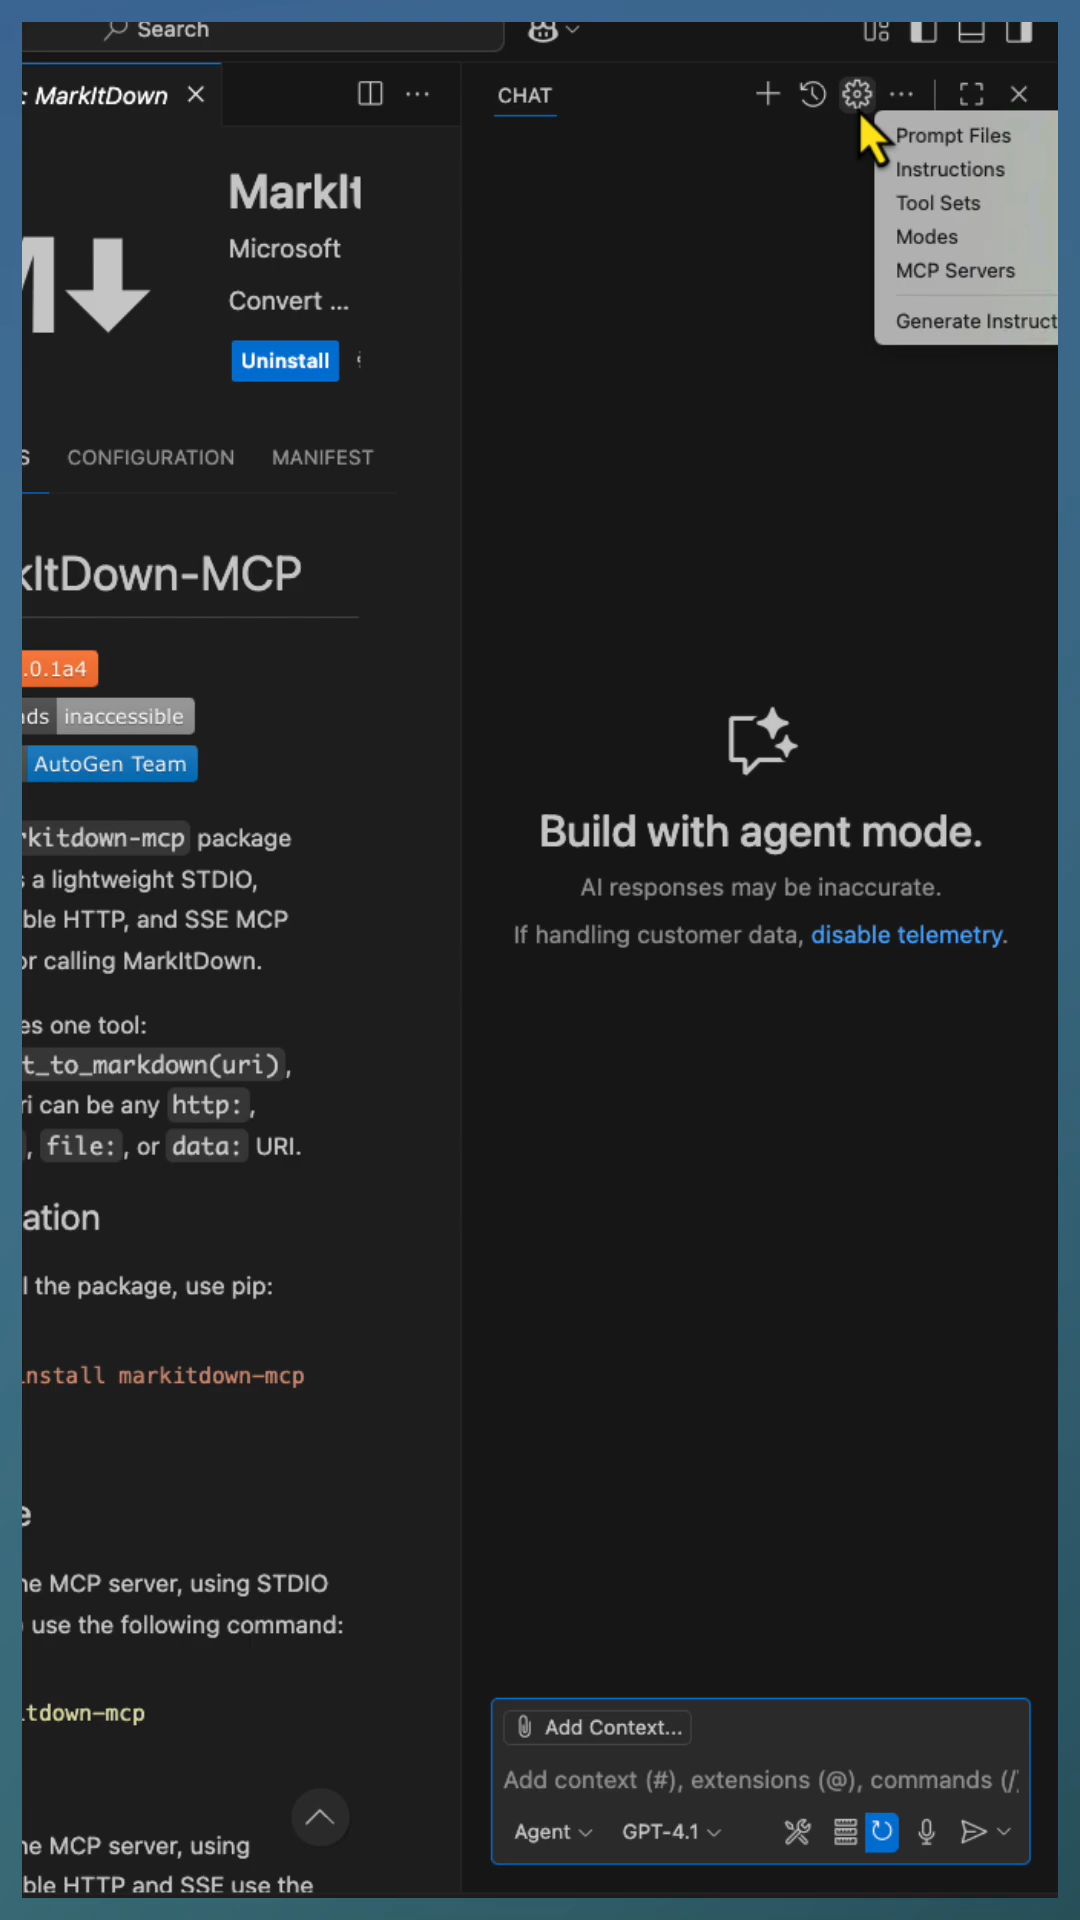 Search
: MarkItDown
CHAT
Prompt Files
Instructions
Tool Sets
Modes
MCP Servers
Generate Instruct
MarkIt
Microsoft
Convert ...
Uninstall
CONFIGURATION
MANIFEST
kItDown-MCP
.0.1a4
ads inaccessible
AutoGen Team
rkitdown-mcp package
s a lightweight STDIO,
ble HTTP, and SSE MCP
or calling MarkItDown.
es one tool:
t_to_markdown(uri),
ri can be any http:,
, file:, or data: URI.
ation
l the package, use pip:
install markitdown-mcp
e
he MCP server, using STDIO
use the following command:
tdown-mcp
he MCP server, using
ble HTTP and SSE use the
Build with agent mode.
AI responses may be inaccurate.
If handling customer data, disable telemetry.
Add Context...
Add context (#), extensions (@), commands (/
Agent
GPT-4.1